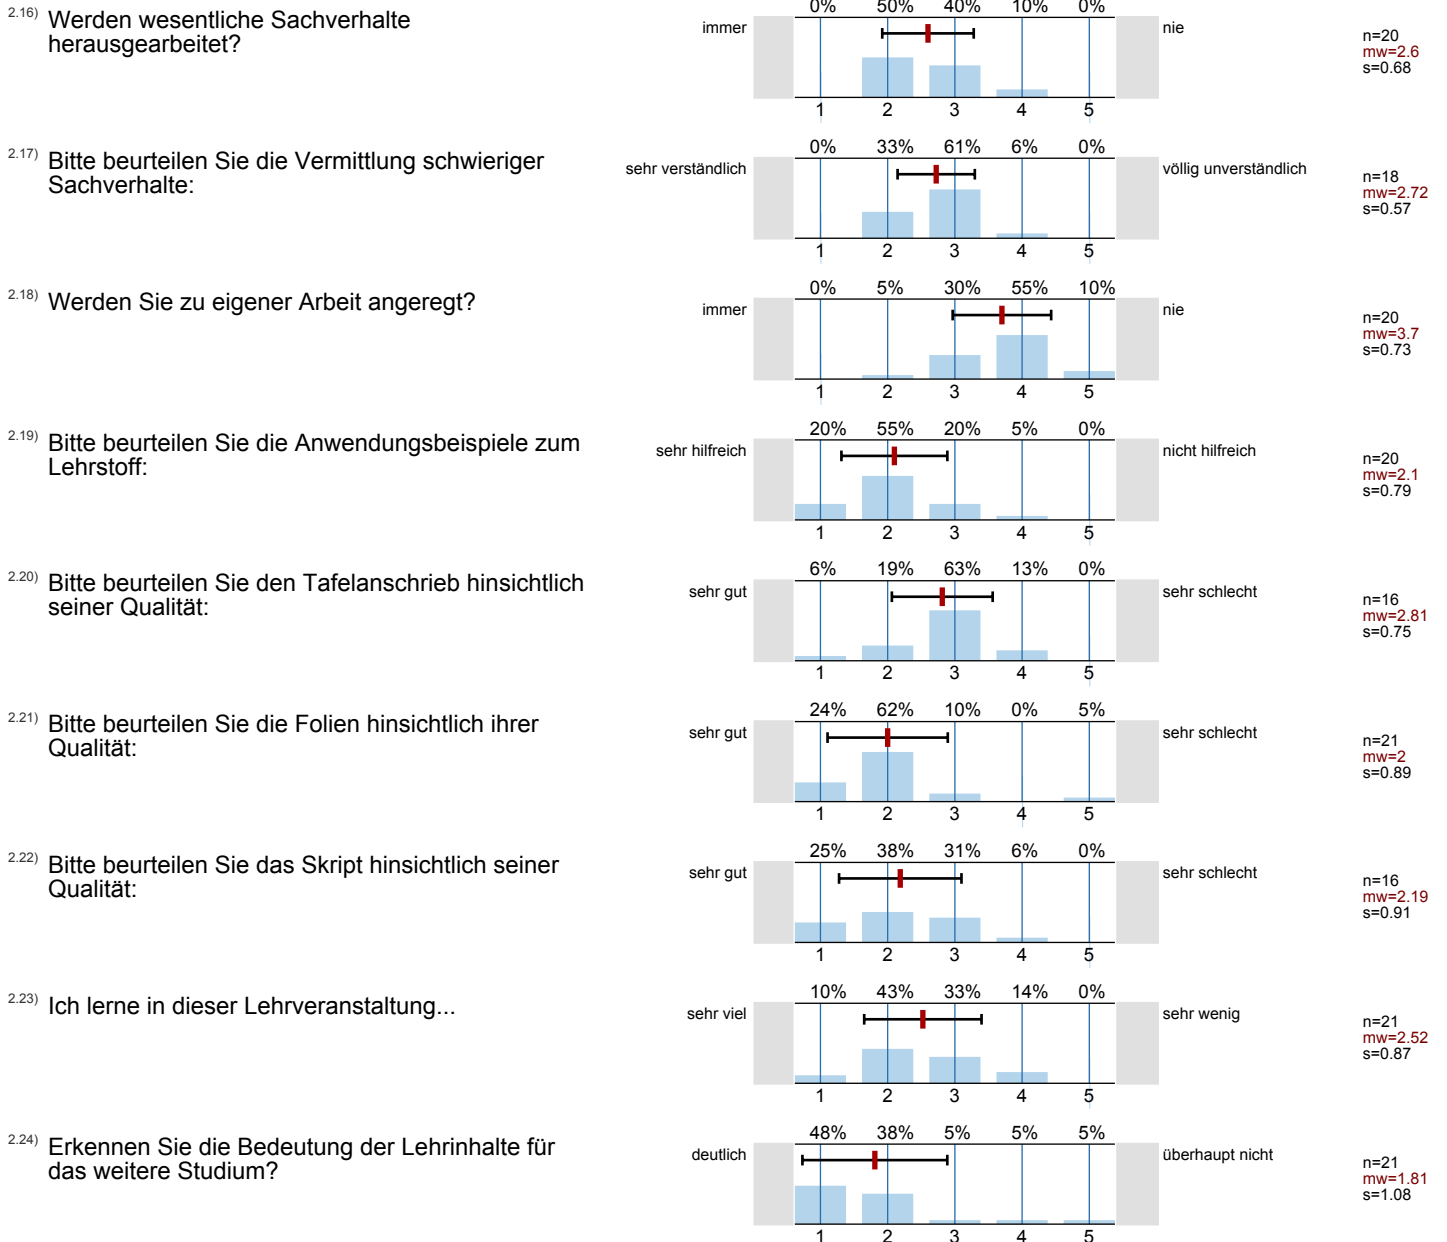 2.16) Werden wesentliche Sachverhalte
herausgearbeitet?
0% 50% 40% 10% 0%
immer nie
n=20
mw=2.6
s=0.68
1 2 3 4 5
2.17) Bitte beurteilen Sie die Vermittlung schwieriger
Sachverhalte:
0% 33% 61% 6% 0%
sehr verständlich völlig unverständlich
n=18
mw=2.72
s=0.57
1 2 3 4 5
2.18) Werden Sie zu eigener Arbeit angeregt?
0% 5% 30% 55% 10%
immer nie
n=20
mw=3.7
s=0.73
1 2 3 4 5
2.19) Bitte beurteilen Sie die Anwendungsbeispiele zum
Lehrstoff:
20% 55% 20% 5% 0%
sehr hilfreich nicht hilfreich
n=20
mw=2.1
s=0.79
1 2 3 4 5
2.20) Bitte beurteilen Sie den Tafelanschrieb hinsichtlich
seiner Qualität:
6% 19% 63% 13% 0%
sehr gut sehr schlecht
n=16
mw=2.81
s=0.75
1 2 3 4 5
2.21) Bitte beurteilen Sie die Folien hinsichtlich ihrer
Qualität:
24% 62% 10% 0% 5%
sehr gut sehr schlecht
n=21
mw=2
s=0.89
1 2 3 4 5
2.22) Bitte beurteilen Sie das Skript hinsichtlich seiner
Qualität:
25% 38% 31% 6% 0%
sehr gut sehr schlecht
n=16
mw=2.19
s=0.91
1 2 3 4 5
2.23) Ich lerne in dieser Lehrveranstaltung...
10% 43% 33% 14% 0%
sehr viel sehr wenig
n=21
mw=2.52
s=0.87
1 2 3 4 5
2.24) Erkennen Sie die Bedeutung der Lehrinhalte für
das weitere Studium?
48% 38% 5% 5% 5%
deutlich überhaupt nicht
n=21
mw=1.81
s=1.08
1 2 3 4 5